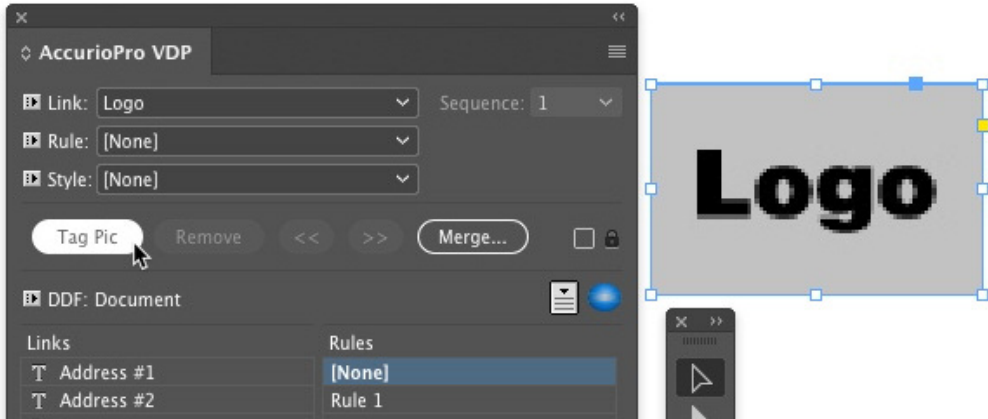 AccurioPro VDP
Link: Logo Sequence: 1
Rule: [None]
Style: [None]
Tag Pic Remove << >> Merge...
DDF: Document
Links Rules
T Address #1 [None]
T Address #2 Rule 1
Logo